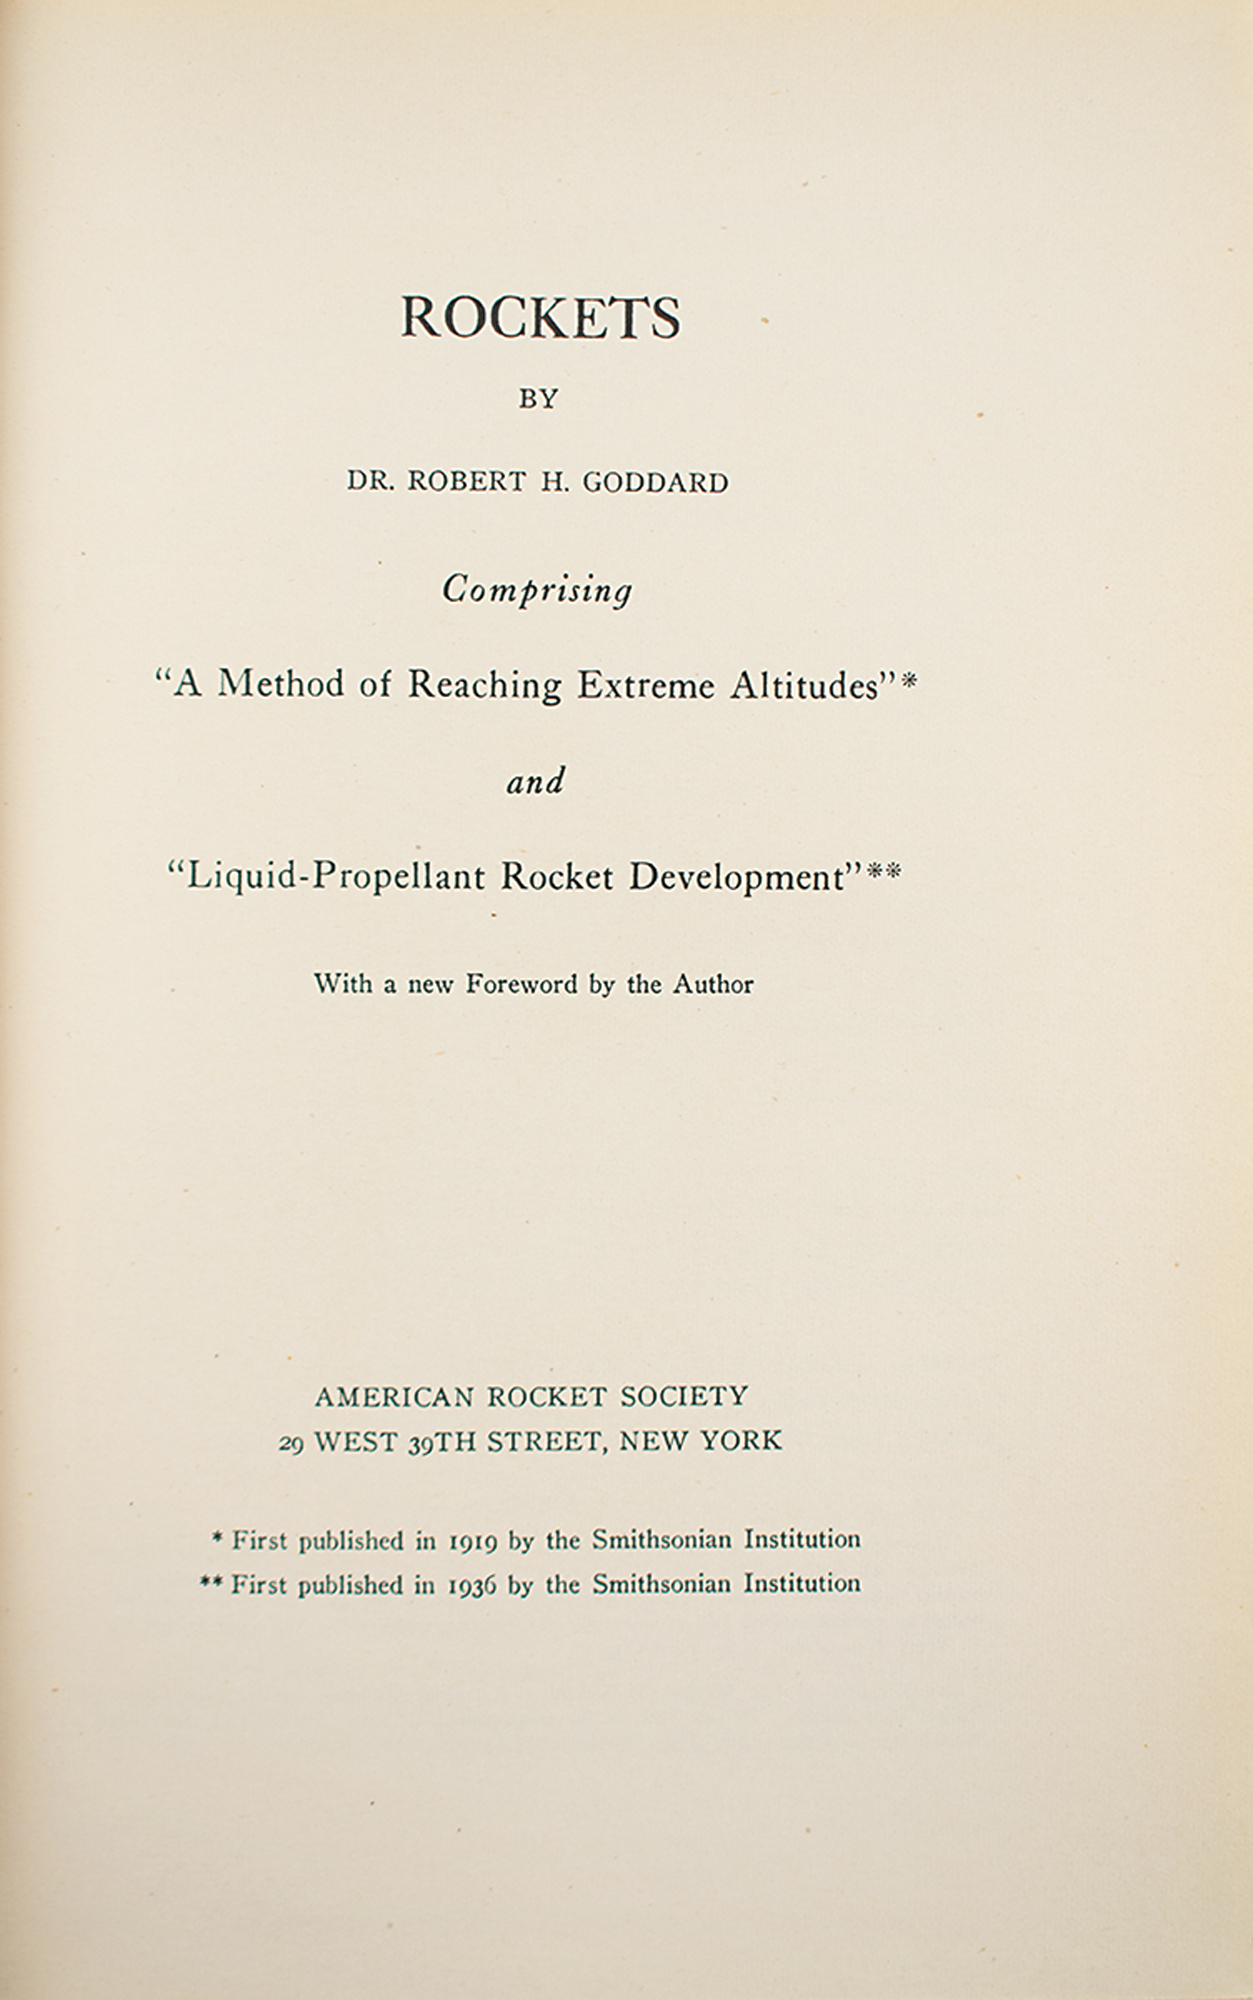 ROCKETS
BY
DR. ROBERT H. GODDARD
Comprising
“A Method of Reaching Extreme Altitudes”*
and
“Liquid-Propellant Rocket Development”**
With a new Foreword by the Author
AMERICAN ROCKET SOCIETY
29 WEST 39TH STREET, NEW YORK
* First published in 1919 by the Smithsonian Institution
** First published in 1936 by the Smithsonian Institution